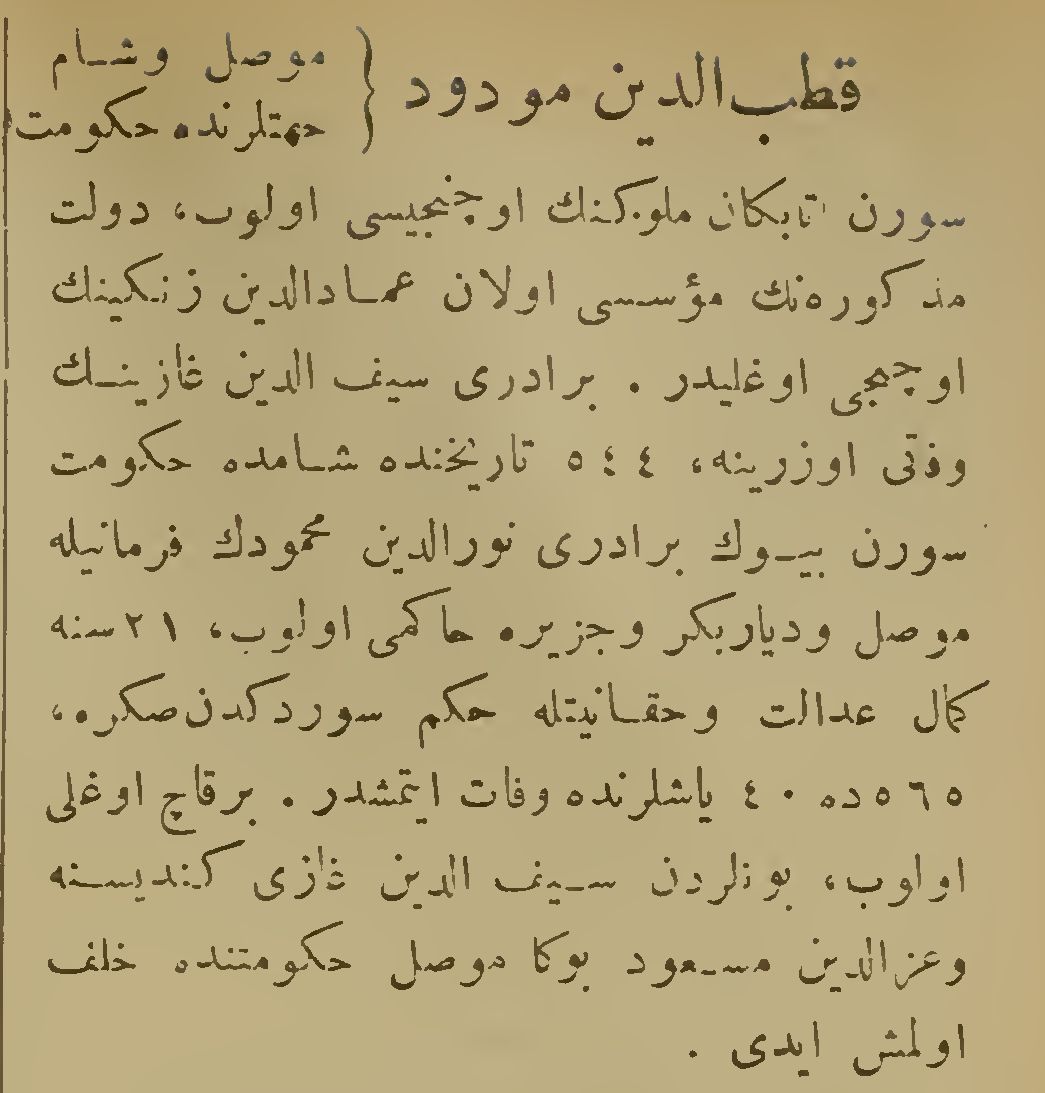 قطب‌الدین مودود { موصل وشام
جهتلرنده حکومت
سورن اتابکان ملوکنك اوچنجیسی اولوب، دولت
مذکوره‌نك مؤسسی اولان عمادالدین زنکینك
اوچنجی اوغلیدر . برادری سیف الدین غازینك
وفاتی اوزرینه، ٥٤٤ تاریخنده شامده حکومت
سورن بیوك برادری نورالدین محمودك فرمانیله
موصل ودیاربکر وجزیره حاکمی اولوب، ٢١ سنه
کمال عدالت وحقانیتله حکم سوردکدن‌صکره،
٥٦٥ ده ٤٠ یاشلرنده وفات ایتمشدر . برقاچ اوغلی
اولوب، بونلردن سیف الدین غازی کندیسنه
وعزالدین مسعود بوکا موصل حکومتنده خلف
اولمش ایدی .